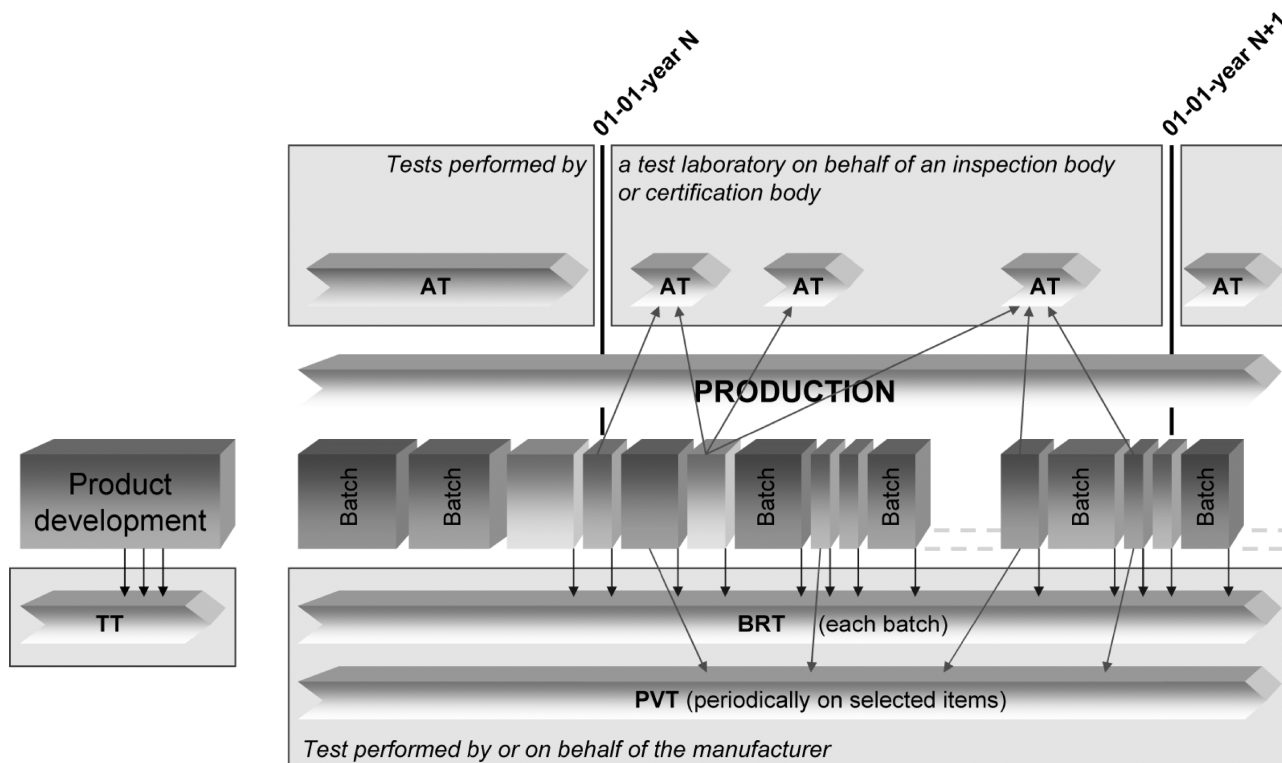 01-01-year N
01-01-year N+1
Tests performed by
a test laboratory on behalf of an inspection body
or certification body
AT
AT
AT
AT
AT
PRODUCTION
Product
development
Batch
Batch
Batch
Batch
Batch
Batch
TT
BRT (each batch)
PVT (periodically on selected items)
Test performed by or on behalf of the manufacturer